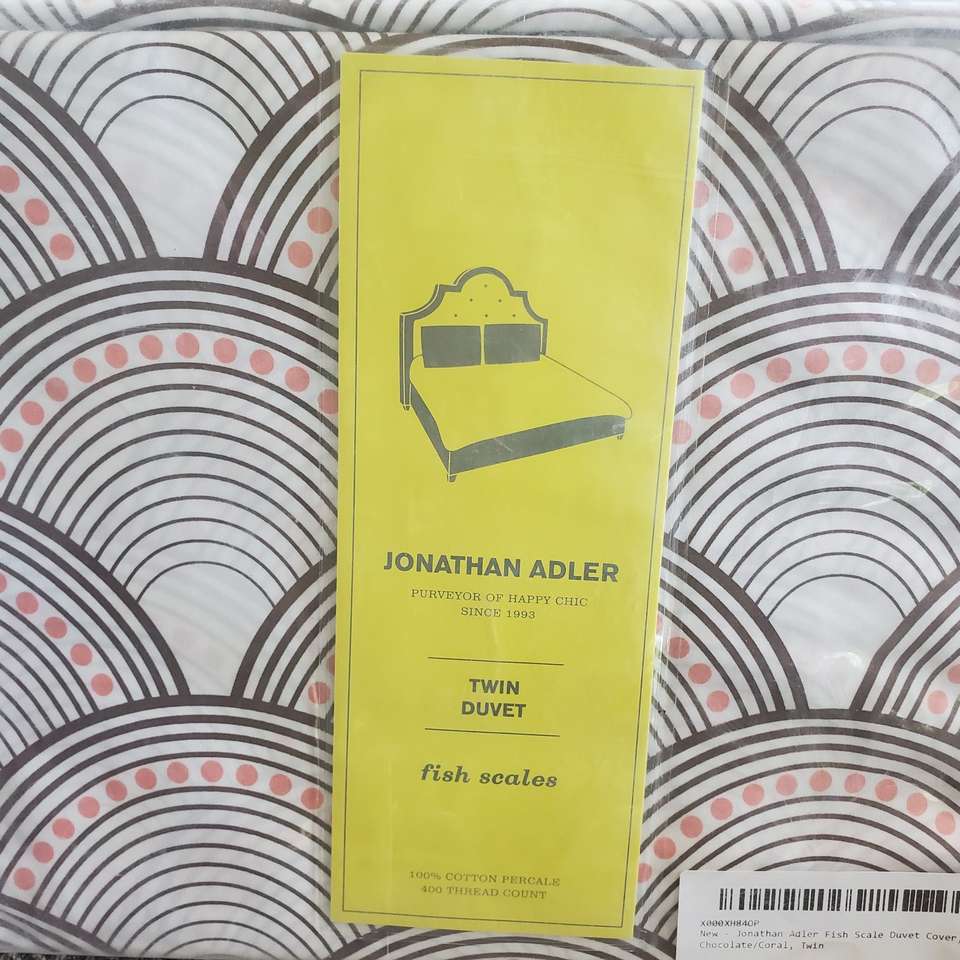 JONATHAN ADLER
PURVEYOR OF HAPPY CHIC
SINCE 1993
TWIN
DUVET
fish scales
100% COTTON PERCALE
400 THREAD COUNT
New - Jonathan Adler Fish Scale Duvet Cover,
Chocolate/Coral, Twin